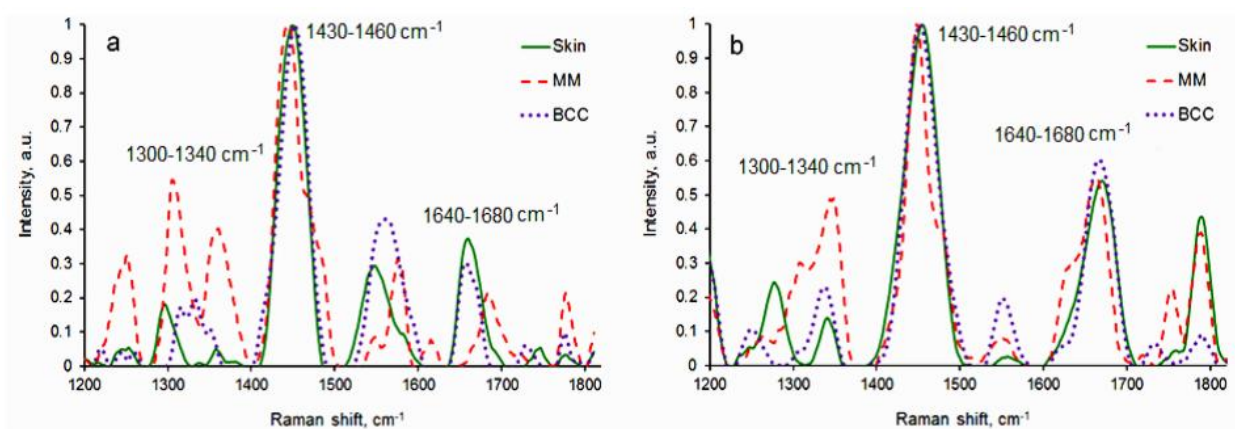 a
1430-1460 cm⁻¹
1300-1340 cm⁻¹
1640-1680 cm⁻¹
Skin
MM
BCC
Intensity, a.u.
1
0.9
0.8
0.7
0.6
0.5
0.4
0.3
0.2
0.1
0
1200 1300 1400 1500 1600 1700 1800
Raman shift, cm⁻¹
b
1430-1460 cm⁻¹
1640-1680 cm⁻¹
1300-1340 cm⁻¹
Skin
MM
BCC
Intensity, a.u.
1
0.9
0.8
0.7
0.6
0.5
0.4
0.3
0.2
0.1
0
1200 1300 1400 1500 1600 1700 1800
Raman shift, cm⁻¹